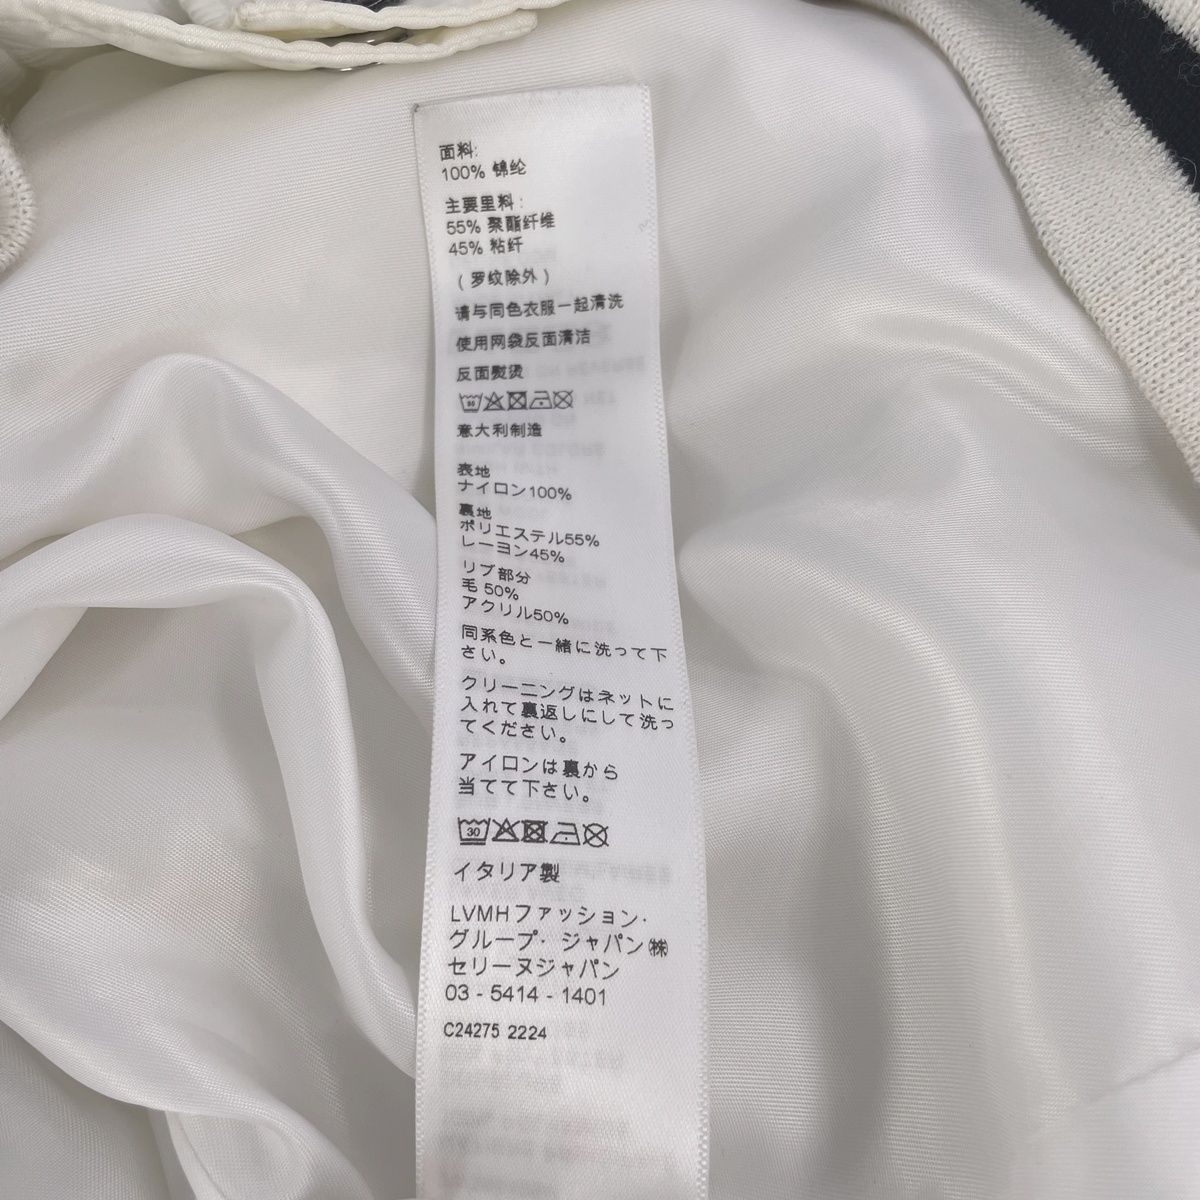 面料:
100% 锦纶
主要里料:
55% 聚酯纤维
45% 粘纤
(罗纹除外)
请与同色衣服一起清洗
使用网袋反面清洁
反面熨烫
30
意大利制造
表地
ナイロン100%
裏地
ポリエステル55%
レーヨン45%
リブ部分
毛 50%
アクリル50%
同系色と一緒に洗って下
さい。
クリーニングはネットに
入れて裏返しにして洗っ
てください。
アイロンは裏から
当てて下さい。
30
イタリア製
LVMHファッション・
グループ・ジャパン㈱
セリーヌジャパン
03 - 5414 - 1401
C24275 2224